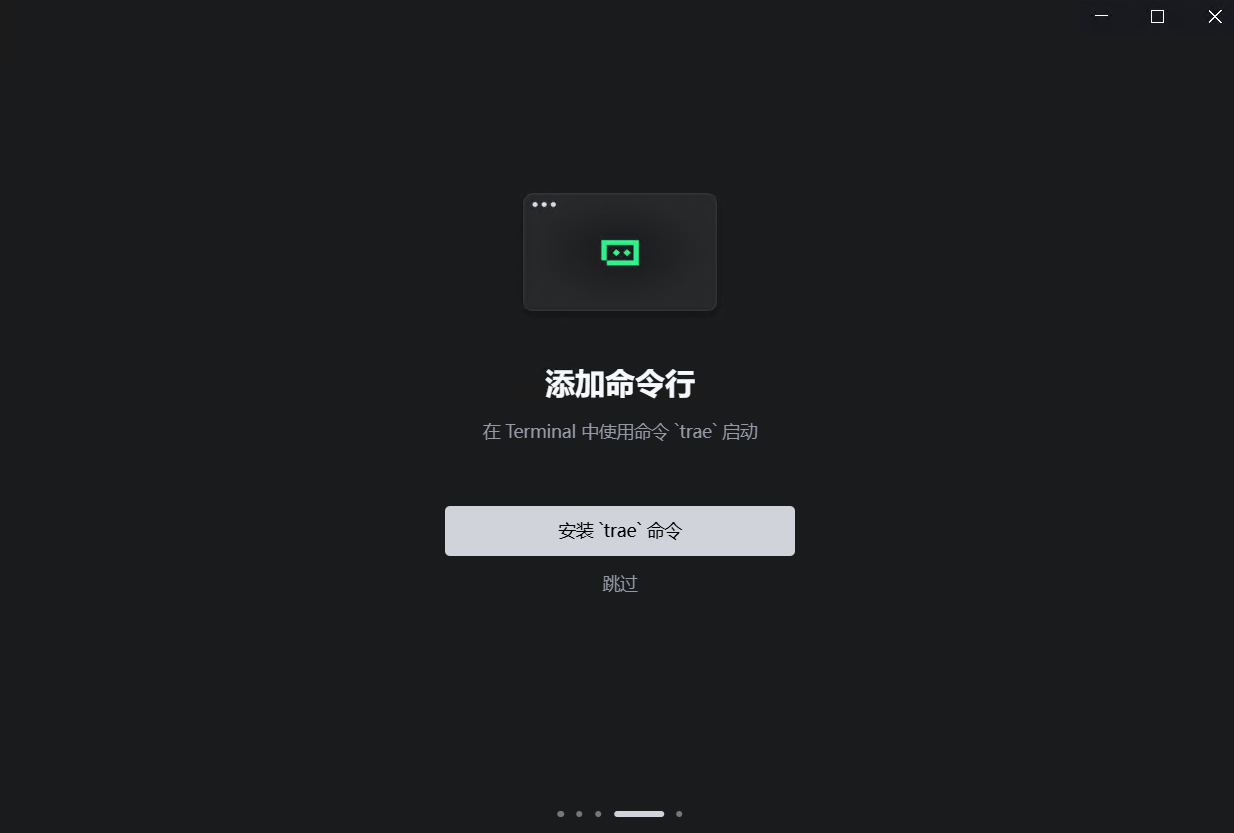 添加命令行
在 Terminal 中使用命令 `trae` 启动
安装 `trae` 命令
跳过